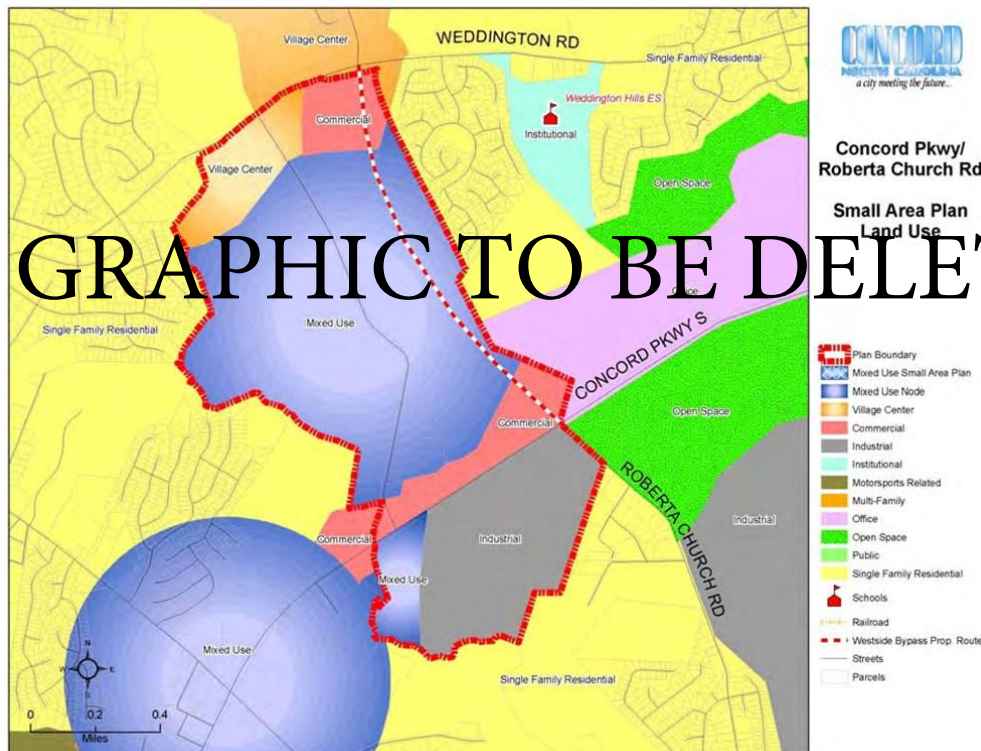 Village Center
WEDDINGTON RD
Single Family Residential
Weddington Hills ES
Institutional
Commercial
Village Center
Open Space
GRAPHIC TO BE DELET
Mixed Use
Single Family Residential
CONCORD PKWY S
Commercial
Open Space
ROBERTA CHURCH RD
Industrial
Industrial
Commercial
Mixed Use
Mixed Use
Single Family Residential
N
W E
S
0 0.2 0.4
Miles
CONCORD
NORTH CAROLINA
a city meeting the future...
Concord Pkwy/
Roberta Church Rd
Small Area Plan
Land Use
Plan Boundary
Mixed Use Small Area Plan
Mixed Use Node
Village Center
Commercial
Industrial
Institutional
Motorsports Related
Multi-Family
Office
Open Space
Public
Single Family Residential
Schools
Railroad
Westside Bypass Prop. Route
Streets
Parcels